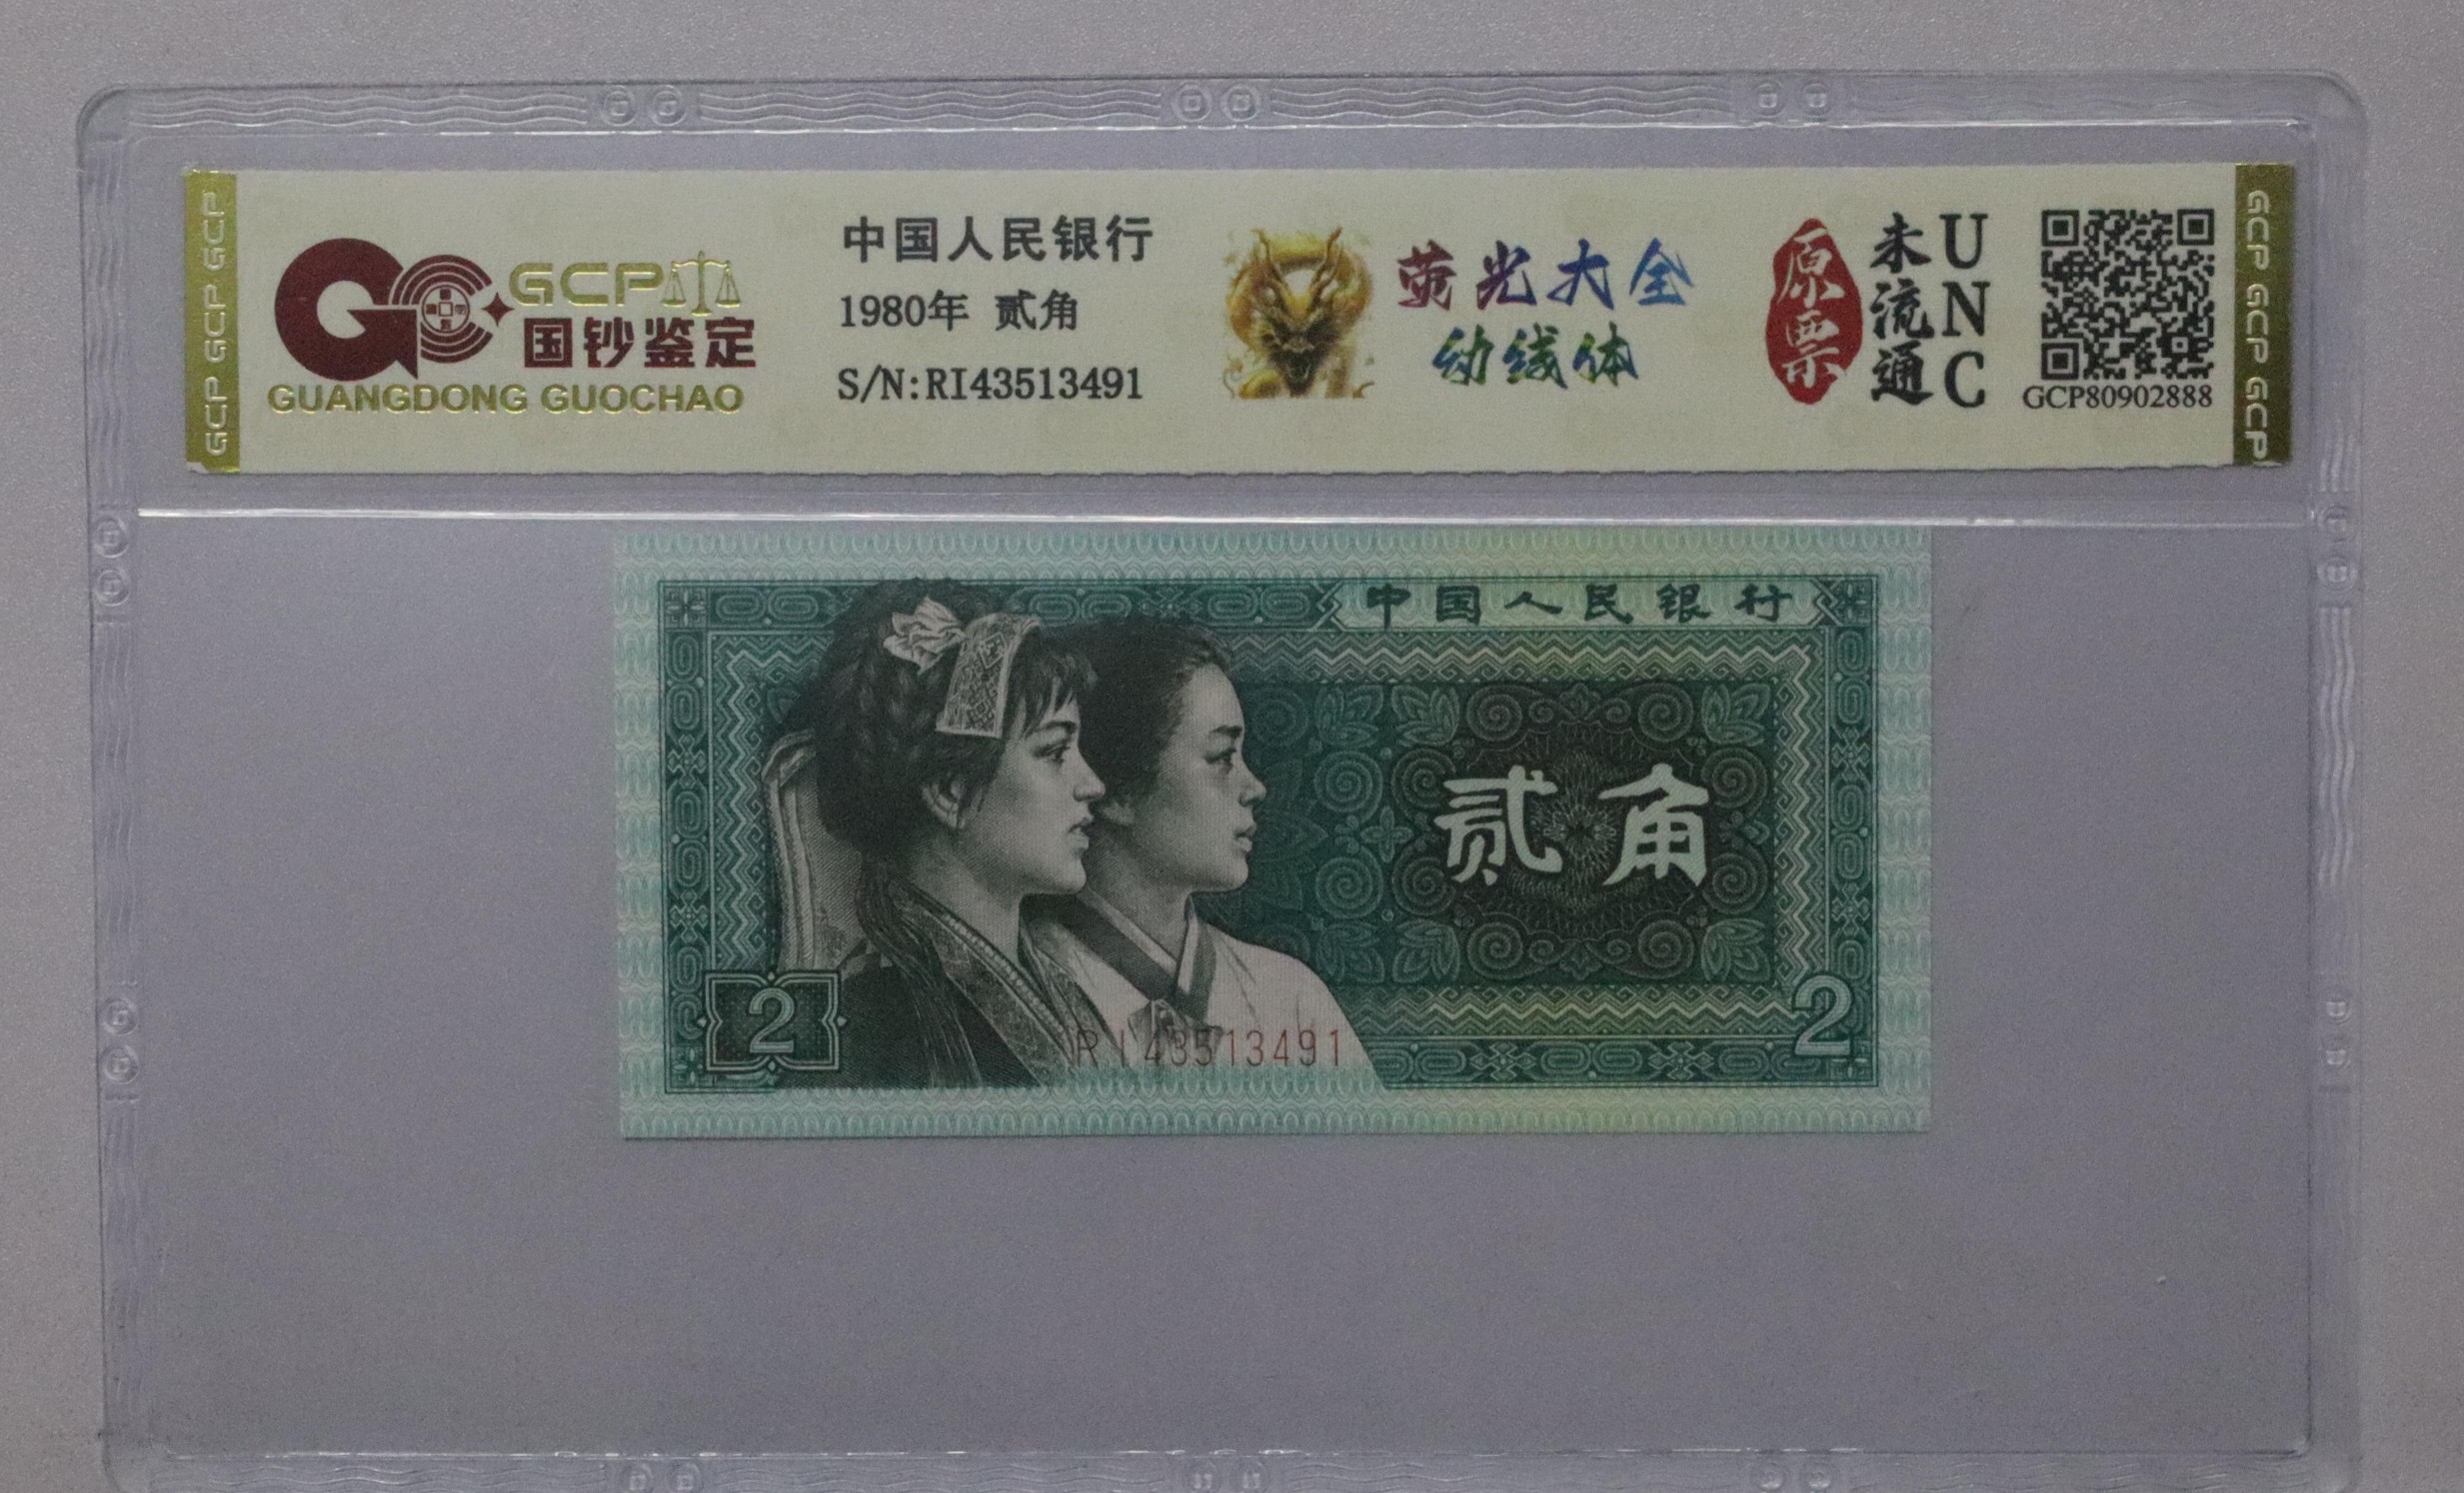 GCP GCP GCP
GCP
国钞鉴定
GUANGDONG GUOCHAO
中国人民银行
1980年 贰角
S/N:RI43513491
荧光大全
幼线体
原票
未流通
UNC
GCP80902888
GCP GCP GCP
中国人民银行
贰角
2
RI43513491
2